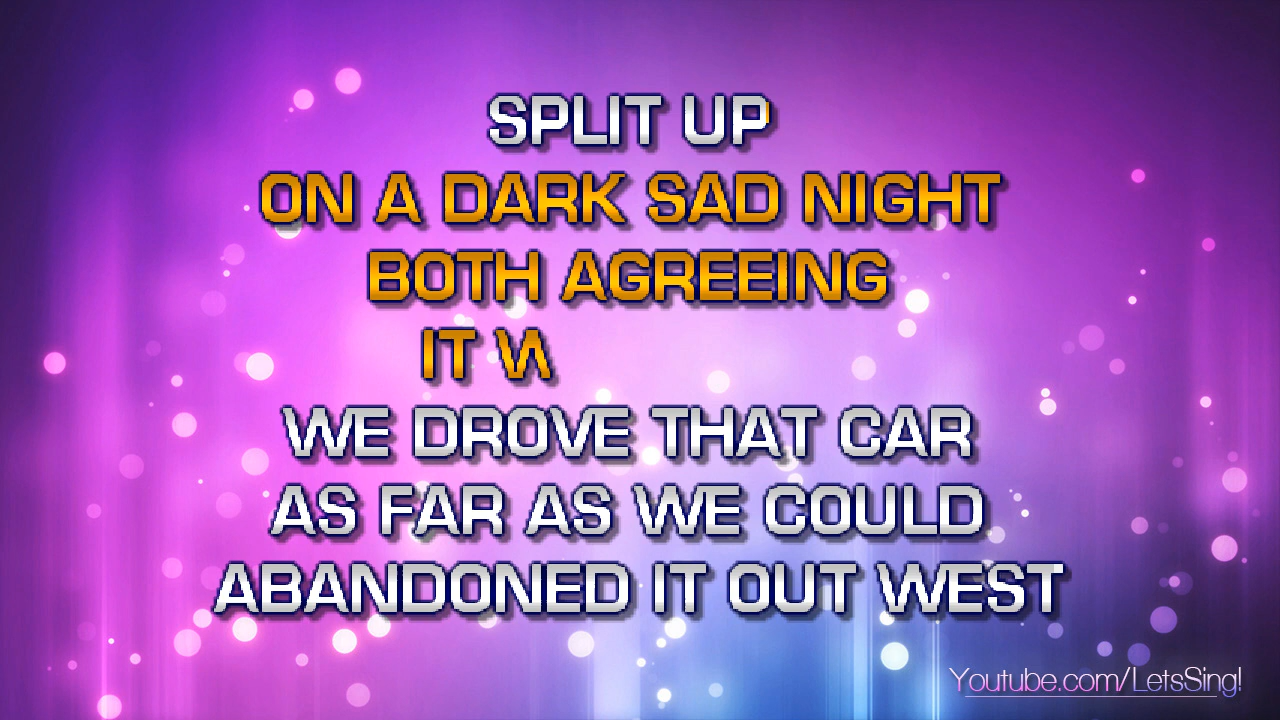 SPLIT UP
ON A DARK SAD NIGHT
BOTH AGREEING
IT W
WE DROVE THAT CAR
AS FAR AS WE COULD
ABANDONED IT OUT WEST
Youtube.com/LetsSing!